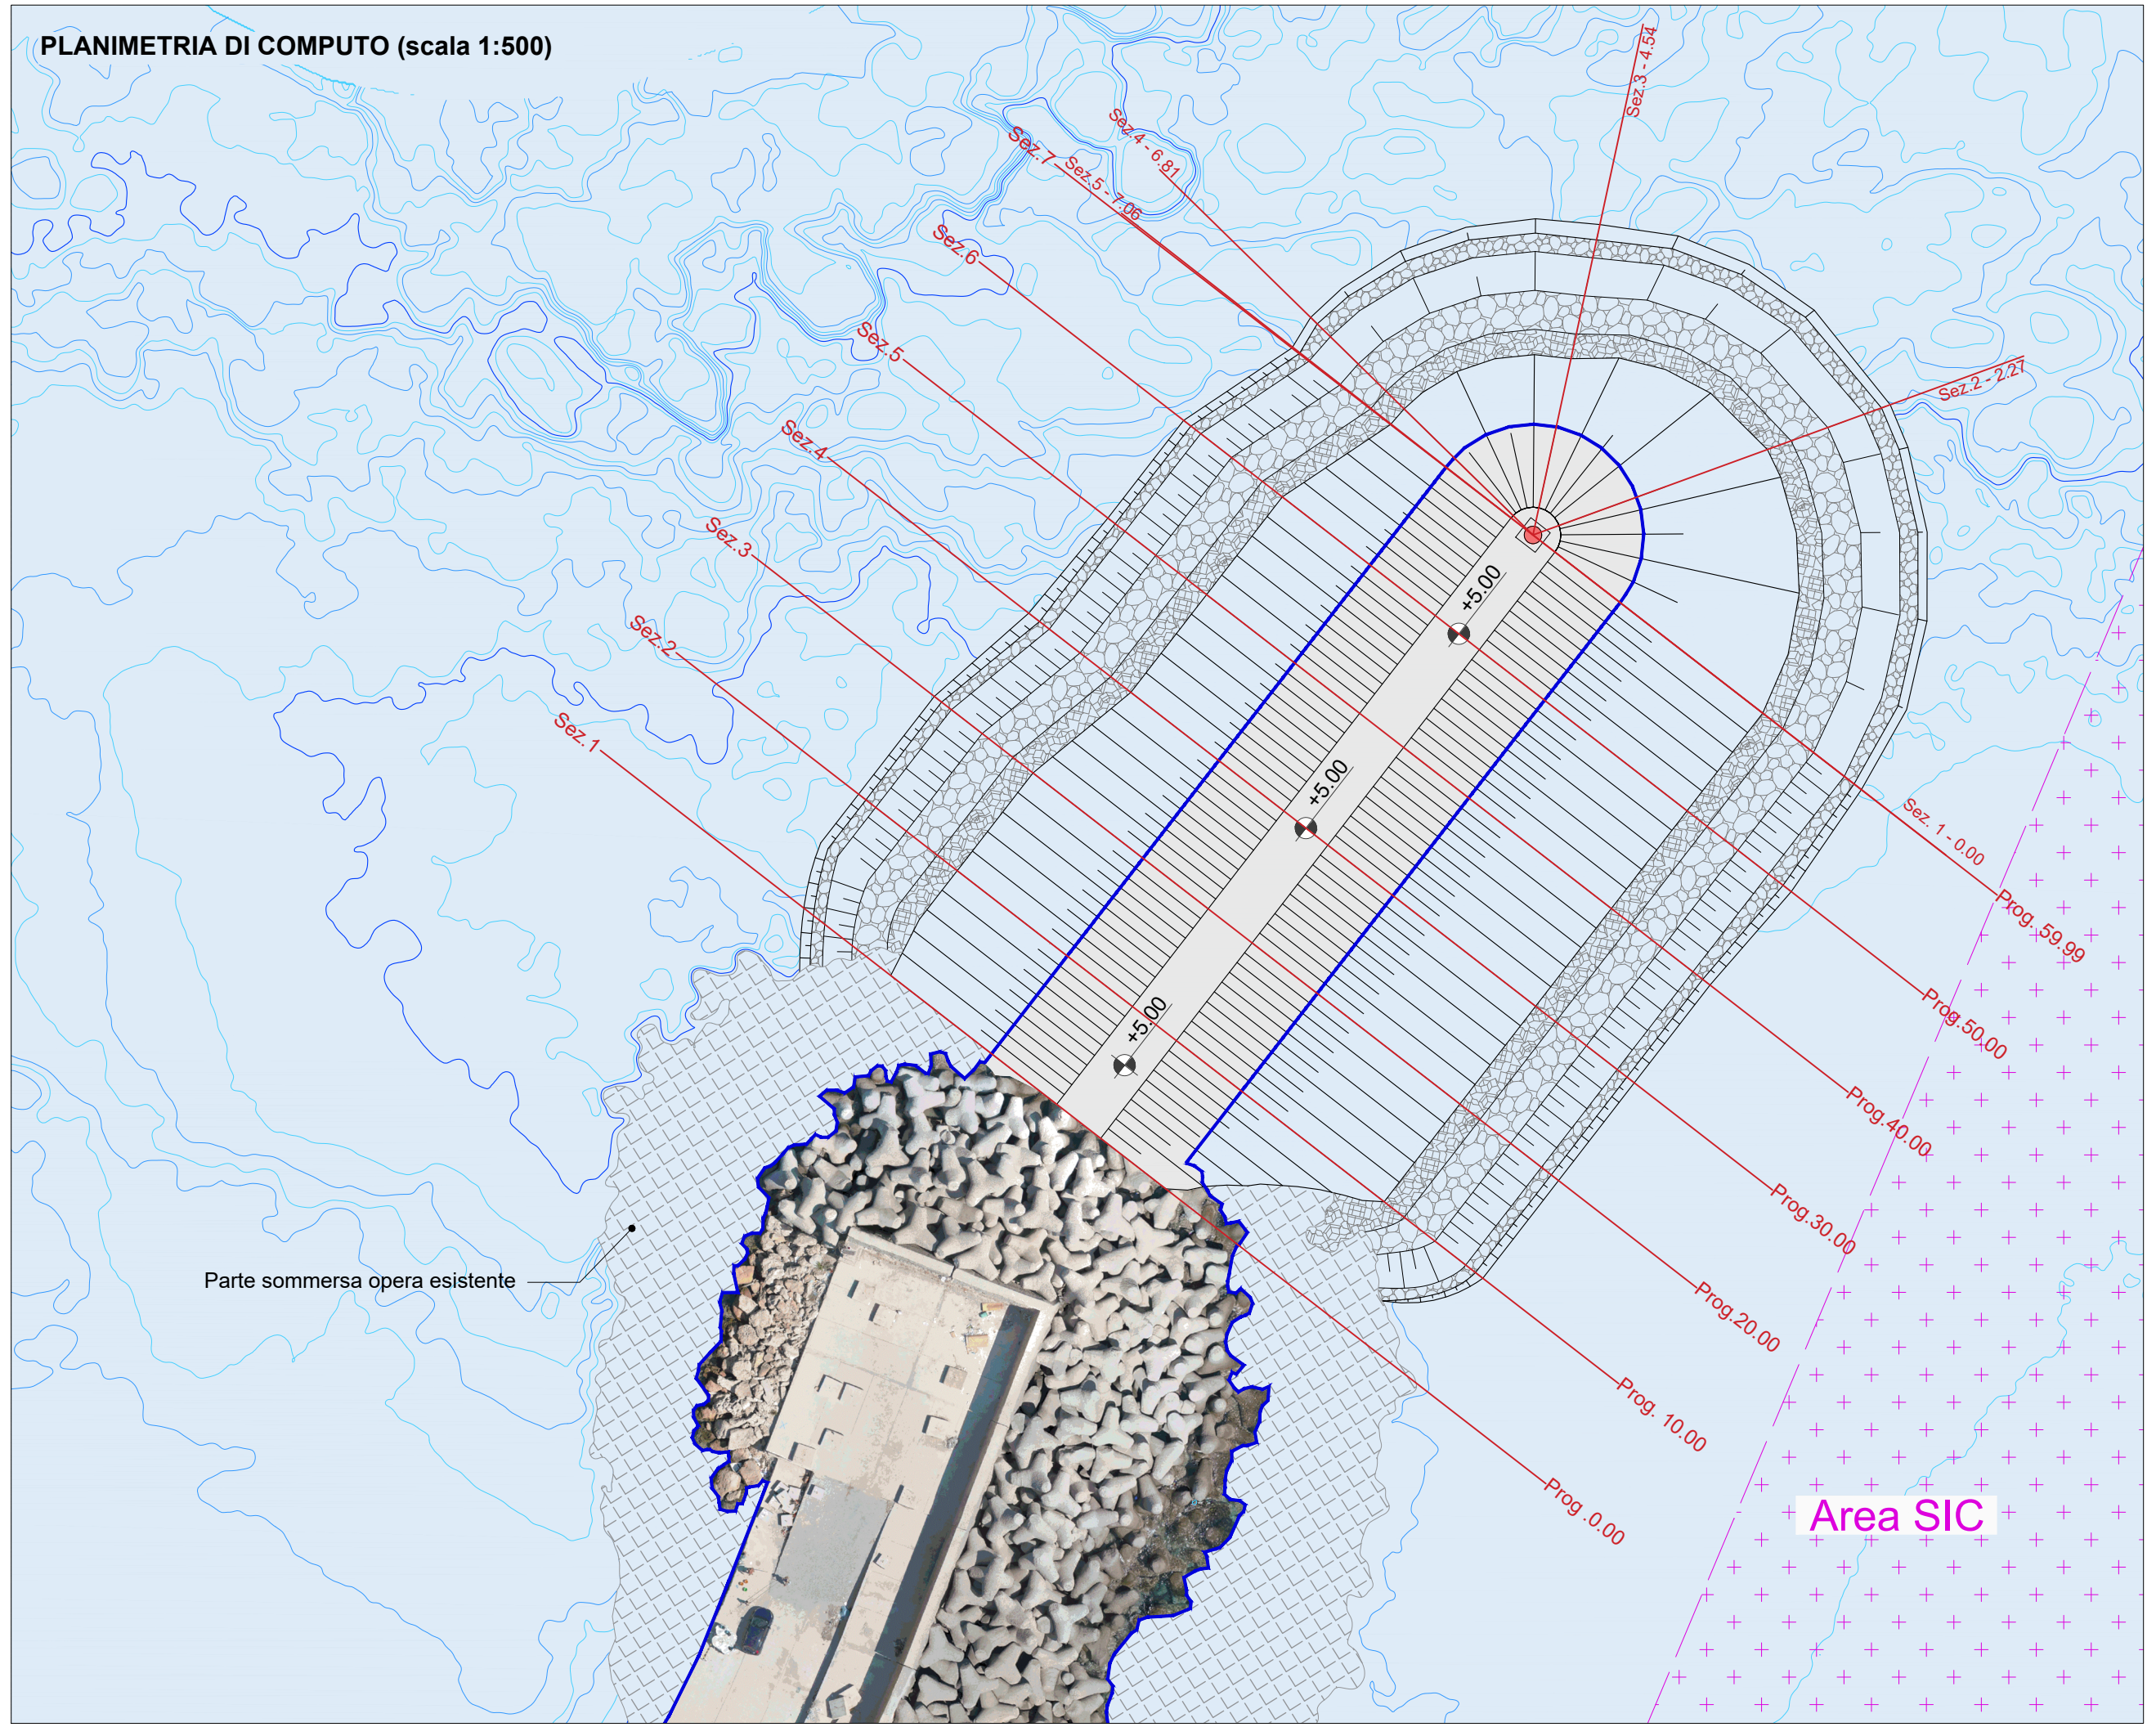 PLANIMETRIA DI COMPUTO (scala 1:500)
Sez.3 - 4.54
Sez.4 - 6.81
Sez.7
Sez.5 - 7.06
Sez.6
Sez.5
Sez.2 - 2.27
Sez.4
Sez.3
+5.00
Sez.2
Sez.1
+5.00
Sez. 1 - 0.00
Prog. 59.99
+5.00
Prog.50.00
Prog.40.00
Prog.30.00
Parte sommersa opera esistente
Prog.20.00
Prog. 10.00
Prog .0.00
Area SIC